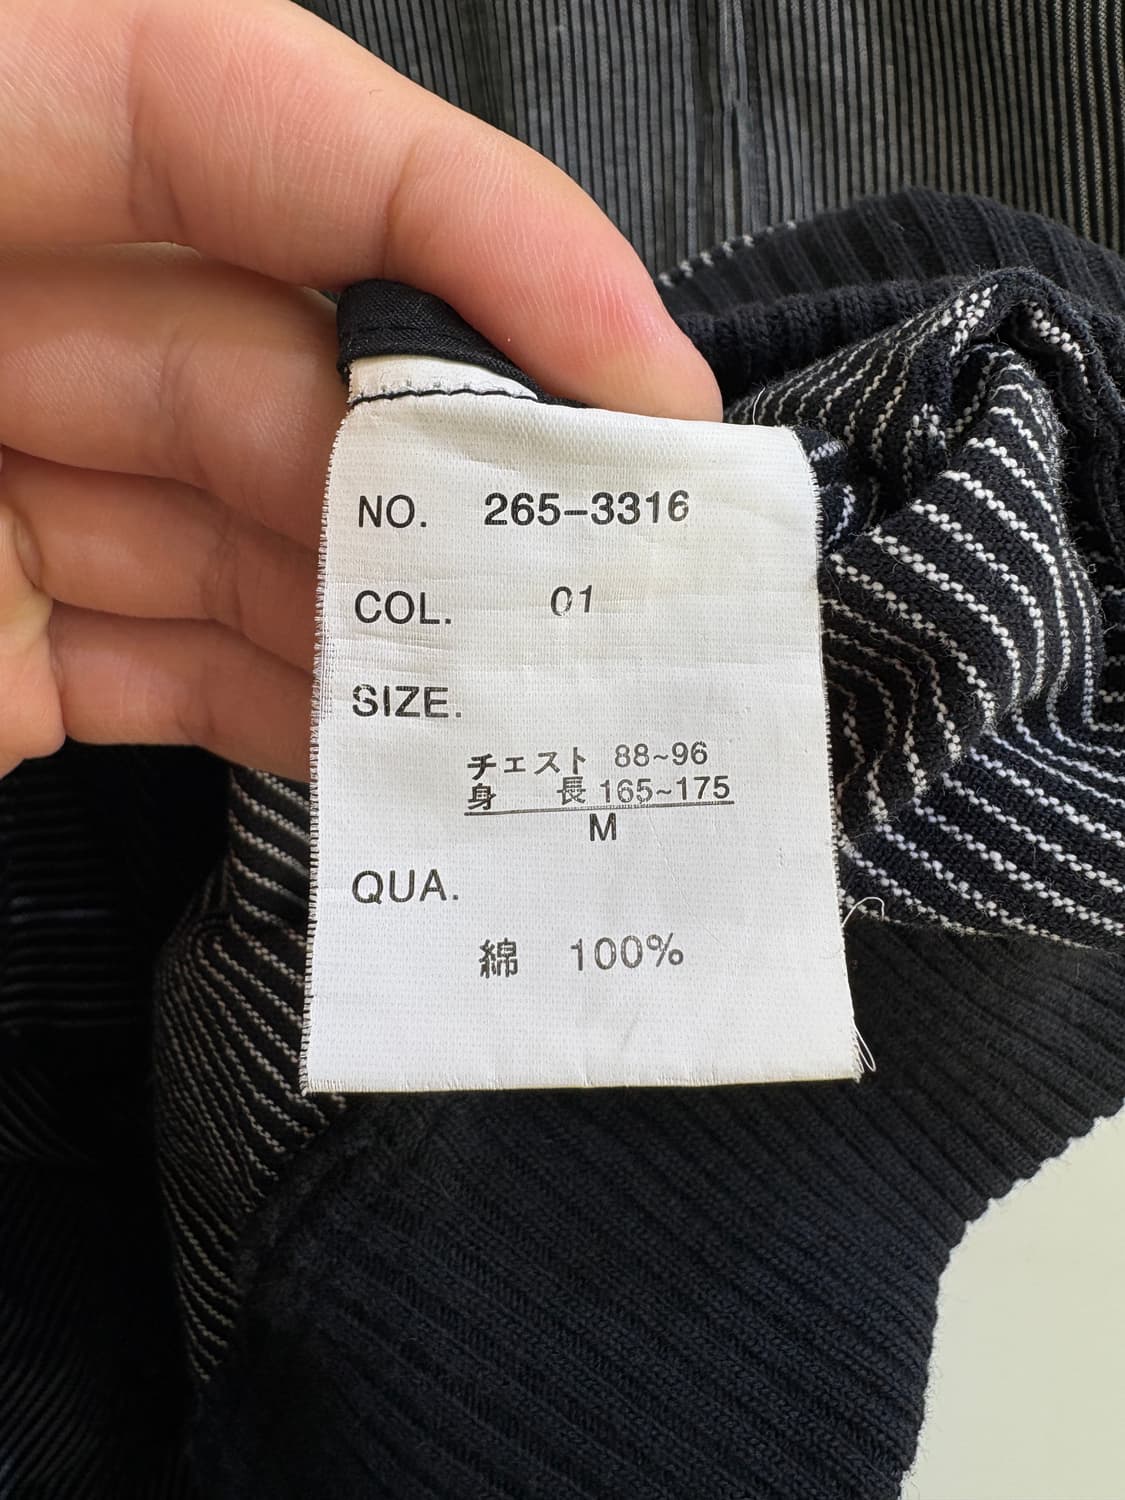 NO. 265-3316
COL. 01
SIZE.
チェスト 88~96
身 長 165~175
M
QUA.
綿 100%